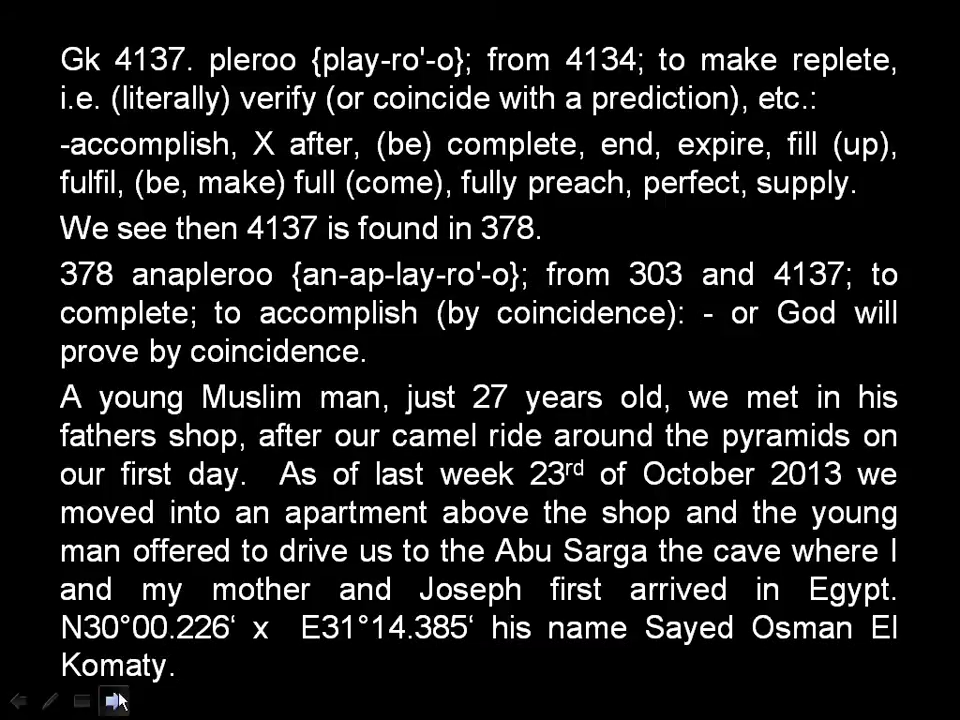 Gk 4137. pleroo {play-ro'-o}; from 4134; to make replete,
i.e. (literally) verify (or coincide with a prediction), etc.:
-accomplish, X after, (be) complete, end, expire, fill (up),
fulfil, (be, make) full (come), fully preach, perfect, supply.
We see then 4137 is found in 378.
378 anapleroo {an-ap-lay-ro'-o}; from 303 and 4137; to
complete; to accomplish (by coincidence): - or God will
prove by coincidence.
A young Muslim man, just 27 years old, we met in his
fathers shop, after our camel ride around the pyramids on
our first day. As of last week 23rd of October 2013 we
moved into an apartment above the shop and the young
man offered to drive us to the Abu Sarga the cave where I
and my mother and Joseph first arrived in Egypt.
N30°00.226‘ x E31°14.385‘ his name Sayed Osman El
Komaty.